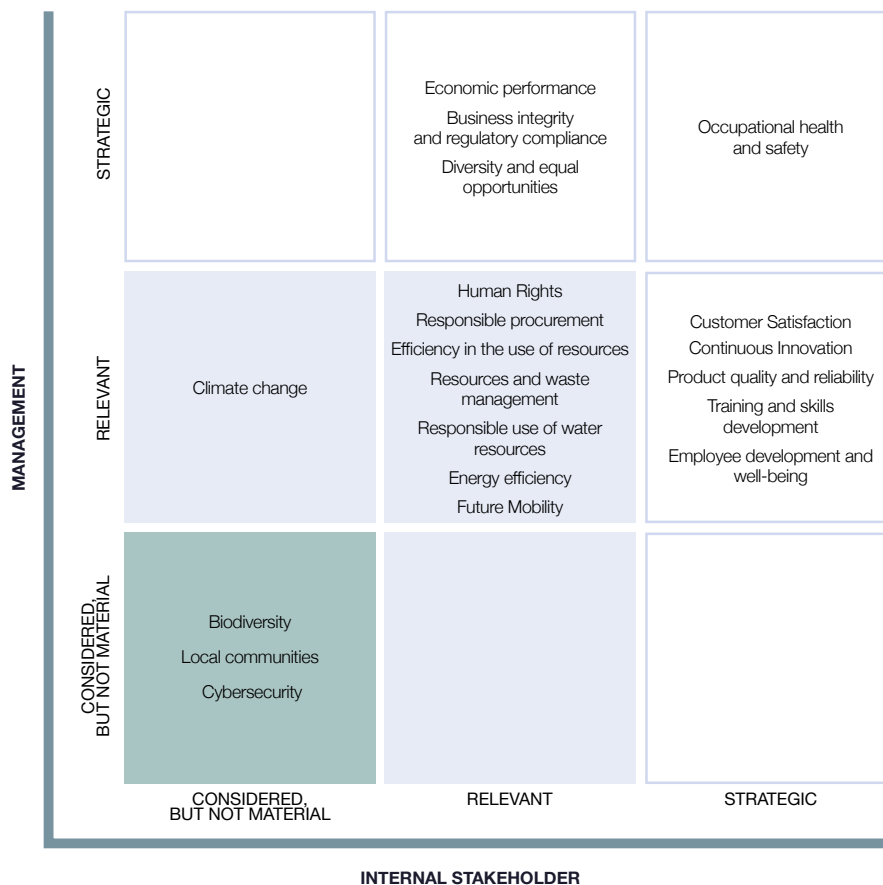 STRATEGIC
Economic performance
Business integrity
and regulatory compliance
Diversity and equal
opportunities
Occupational health
and safety
MANAGEMENT
RELEVANT
Climate change
Human Rights
Responsible procurement
Efficiency in the use of resources
Resources and waste
management
Responsible use of water
resources
Energy efficiency
Future Mobility
Customer Satisfaction
Continuous Innovation
Product quality and reliability
Training and skills
development
Employee development and
well-being
CONSIDERED,
BUT NOT MATERIAL
Biodiversity
Local communities
Cybersecurity
CONSIDERED,
BUT NOT MATERIAL
RELEVANT
STRATEGIC
INTERNAL STAKEHOLDER